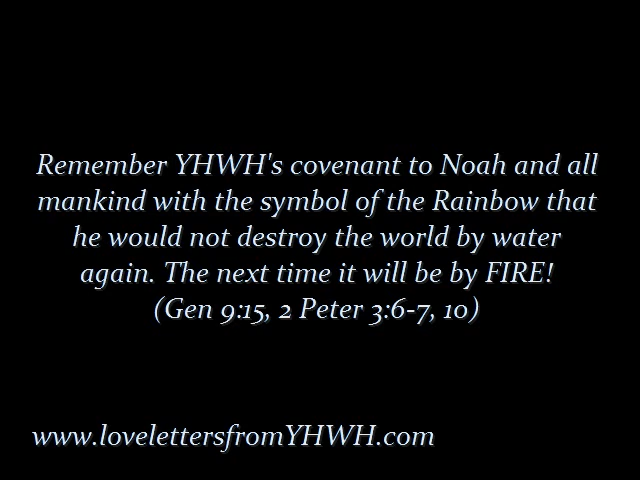 Remember YHWH's covenant to Noah and all
mankind with the symbol of the Rainbow that
he would not destroy the world by water
again. The next time it will be by FIRE!
(Gen 9:15, 2 Peter 3:6-7, 10)
www.lovelettersfromYHWH.com